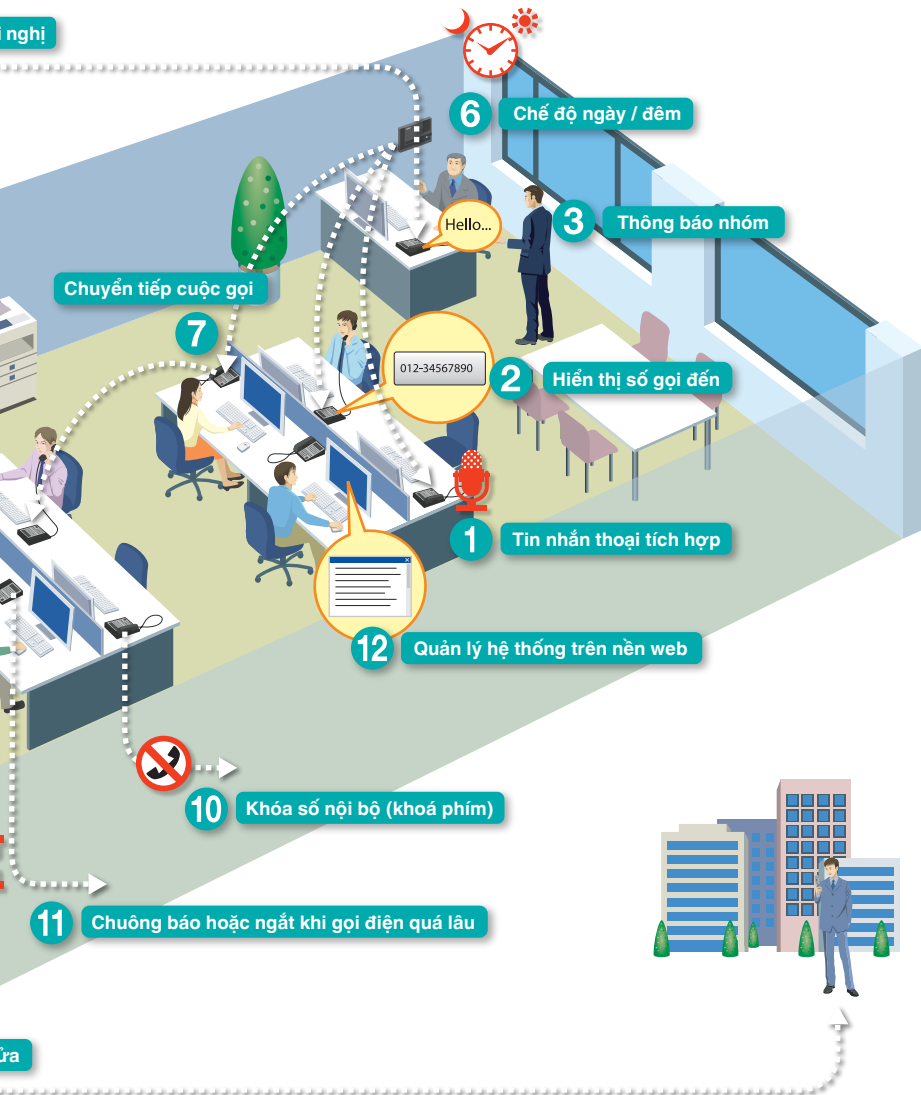 nghị
6 Chế độ ngày / đêm
Hello...
3 Thông báo nhóm
Chuyển tiếp cuộc gọi
7
012-34567890
2 Hiển thị số gọi đến
1 Tin nhắn thoại tích hợp
12 Quản lý hệ thống trên nền web
10 Khóa số nội bộ (khoá phím)
11 Chuông báo hoặc ngắt khi gọi điện quá lâu